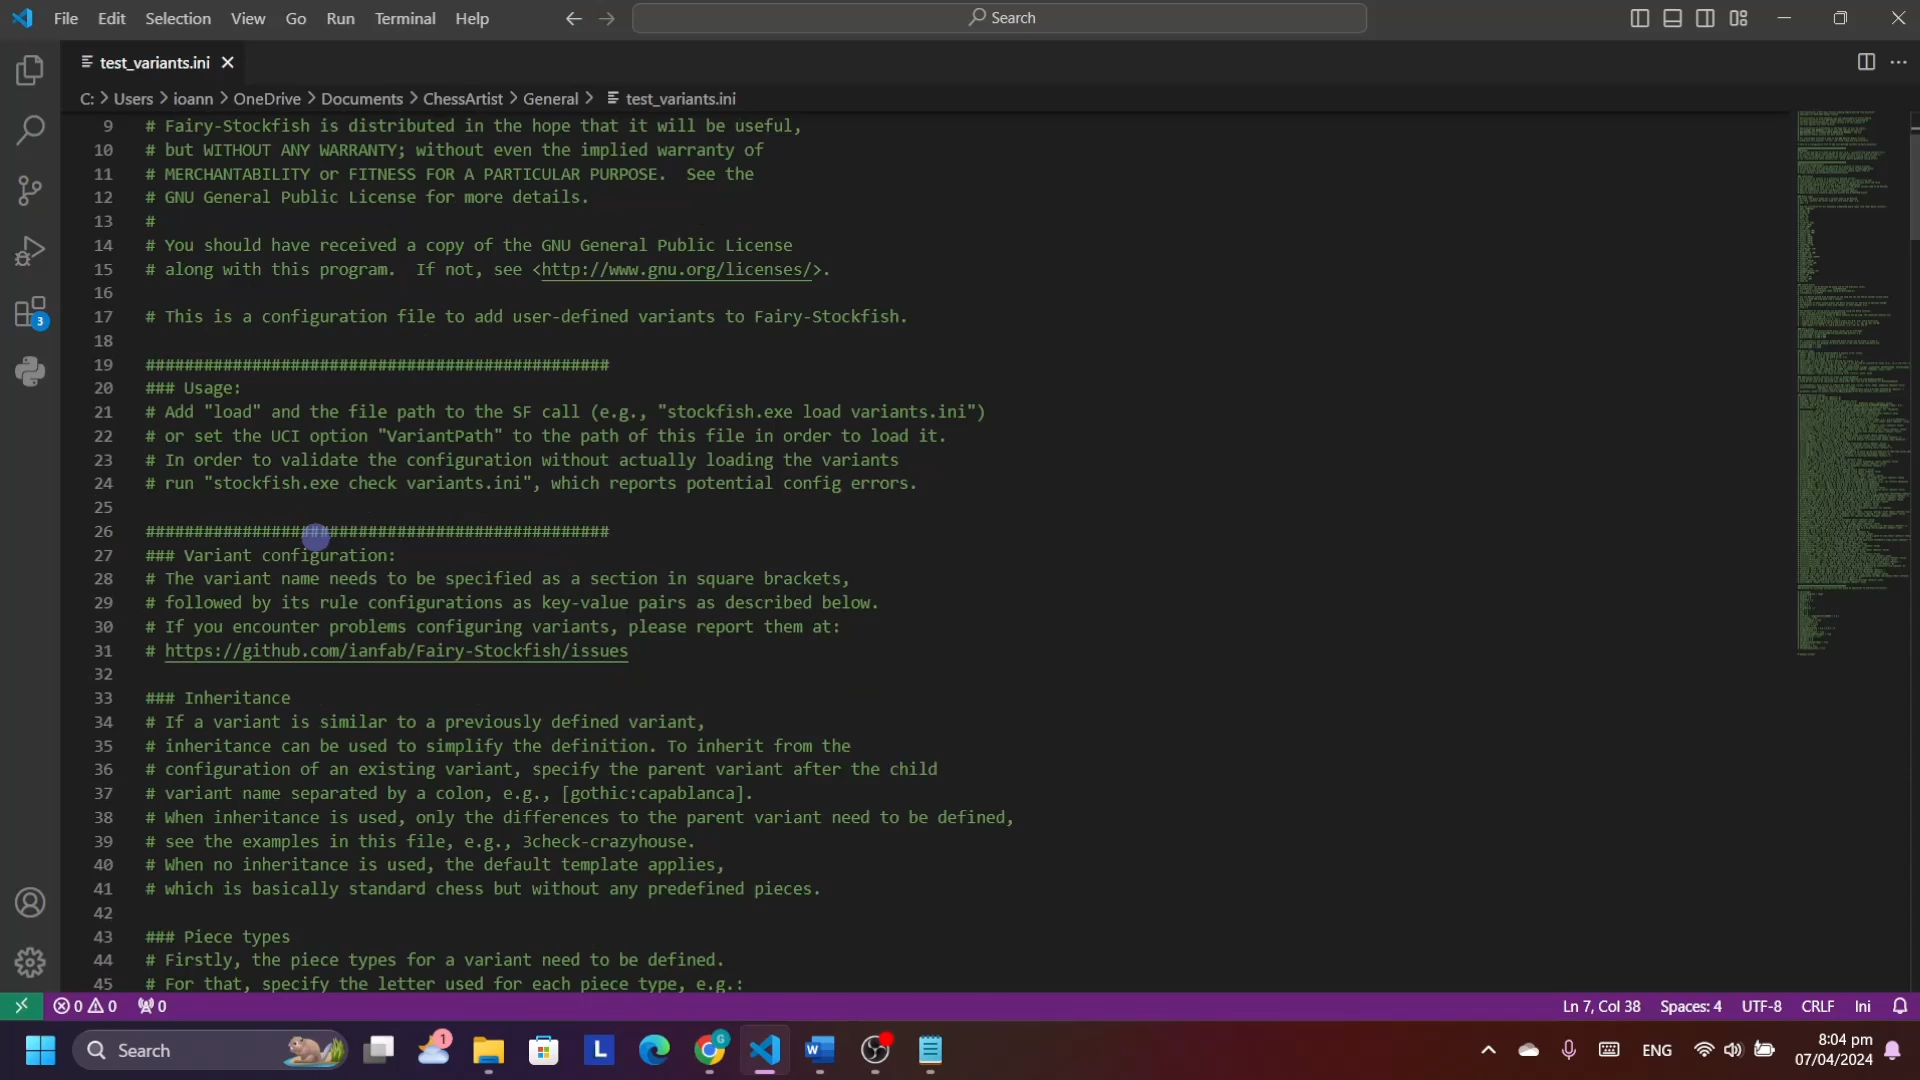 File Edit Selection View Go Run Terminal Help
Search
test_variants.ini
C: > Users > ioann > OneDrive > Documents > ChessArtist > General > test_variants.ini
9 # Fairy-Stockfish is distributed in the hope that it will be useful,
10 # but WITHOUT ANY WARRANTY; without even the implied warranty of
11 # MERCHANTABILITY or FITNESS FOR A PARTICULAR PURPOSE.  See the
12 # GNU General Public License for more details.
13 #
14 # You should have received a copy of the GNU General Public License
15 # along with this program.  If not, see <http://www.gnu.org/licenses/>.
16
17 # This is a configuration file to add user-defined variants to Fairy-Stockfish.
18
19 ################################################
20 ### Usage:
21 # Add "load" and the file path to the SF call (e.g., "stockfish.exe load variants.ini")
22 # or set the UCI option "VariantPath" to the path of this file in order to load it.
23 # In order to validate the configuration without actually loading the variants
24 # run "stockfish.exe check variants.ini", which reports potential config errors.
25
26 ################################################
27 ### Variant configuration:
28 # The variant name needs to be specified as a section in square brackets,
29 # followed by its rule configurations as key-value pairs as described below.
30 # If you encounter problems configuring variants, please report them at:
31 # https://github.com/ianfab/Fairy-Stockfish/issues
32
33 ### Inheritance
34 # If a variant is similar to a previously defined variant,
35 # inheritance can be used to simplify the definition. To inherit from the
36 # configuration of an existing variant, specify the parent variant after the child
37 # variant name separated by a colon, e.g., [gothic:capablanca].
38 # When inheritance is used, only the differences to the parent variant need to be defined,
39 # see the examples in this file, e.g., 3check-crazyhouse.
40 # When no inheritance is used, the default template applies,
41 # which is basically standard chess but without any predefined pieces.
42
43 ### Piece types
44 # Firstly, the piece types for a variant need to be defined.
45 # For that, specify the letter used for each piece type, e.g.:
3
0 0 0
Ln 7, Col 38 Spaces: 4 UTF-8 CRLF Ini
Search
1
L
G
W
ENG
8:04 pm
07/04/2024